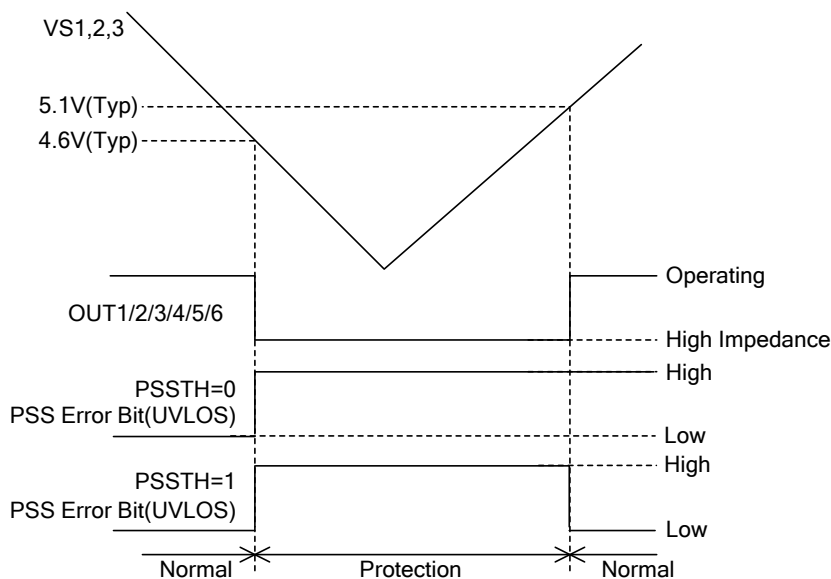 VS1,2,3
5.1V(Typ)
4.6V(Typ)
Operating
OUT1/2/3/4/5/6
High Impedance
High
PSSTH=0
PSS Error Bit(UVLOS)
Low
High
PSSTH=1
PSS Error Bit(UVLOS)
Low
Normal
Protection
Normal